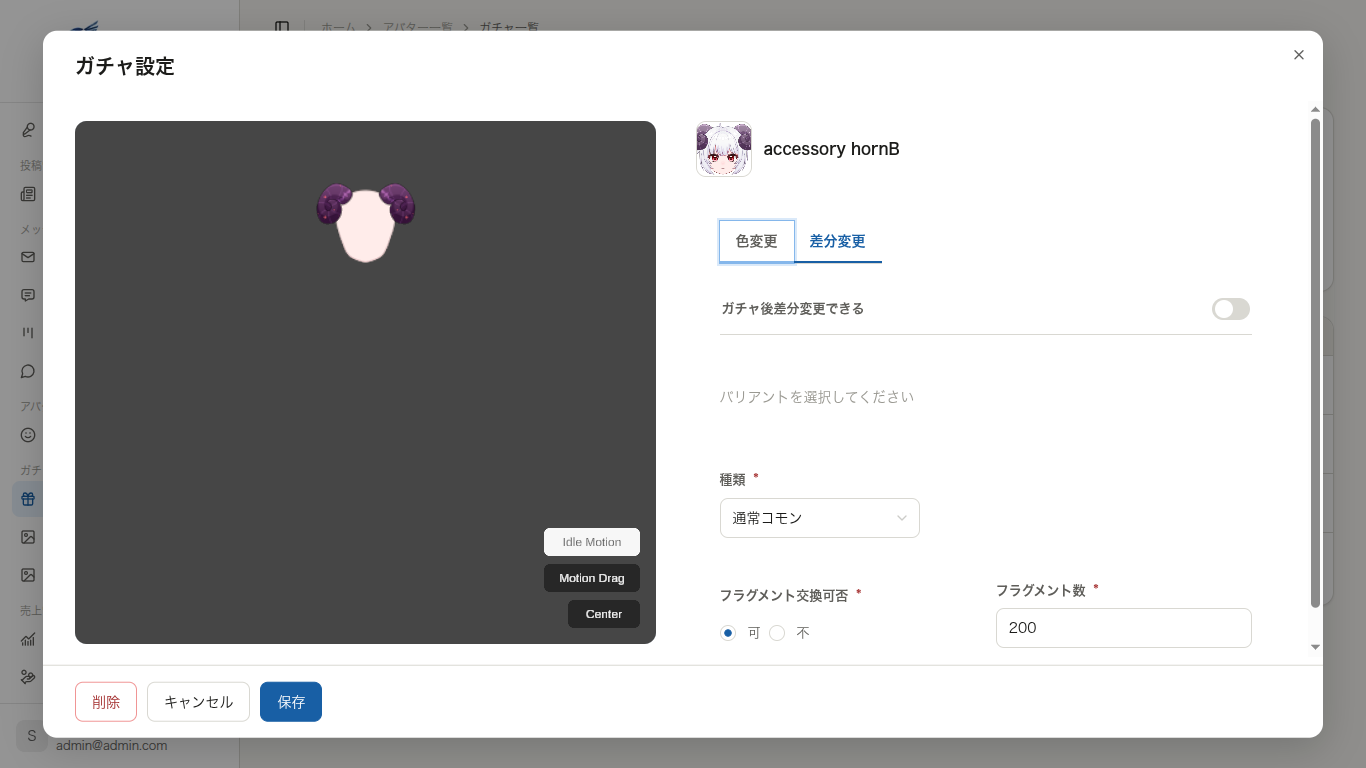 ホーム > アバター一覧 > ガチャ一覧
ガチャ設定
投稿
メッ
アバ
ガチ
売上
S
admin@admin.com
Idle Motion
Motion Drag
Center
accessory hornB
色変更
差分変更
ガチャ後差分変更できる
バリアントを選択してください
種類 *
通常コモン
フラグメント交換可否 *
可
不
フラグメント数 *
200
削除
キャンセル
保存